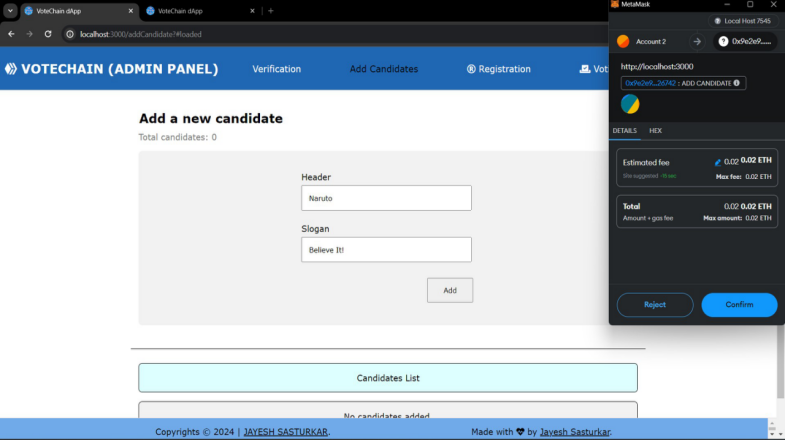 VoteChain dApp
VoteChain dApp
localhost:3000/addCandidate?#loaded
VOTECHAIN (ADMIN PANEL)
Verification
Add Candidates
® Registration
Vot
Add a new candidate
Total candidates: 0
Header
Naruto
Slogan
Believe It!
Add
Candidates List
No candidates added
Copyrights © 2024 | JAYESH SASTURKAR.
Made with ❤ by Jayesh Sasturkar.
MetaMask
Local Host 7545
Account 2
0x9e2e9......
http://localhost:3000
0x9e2e9...26742 : ADD CANDIDATE
DETAILS
HEX
Estimated fee
0.02 0.02 ETH
Site suggested ~15 sec
Max fee: 0.02 ETH
Total
0.02 0.02 ETH
Amount + gas fee
Max amount: 0.02 ETH
Reject
Confirm